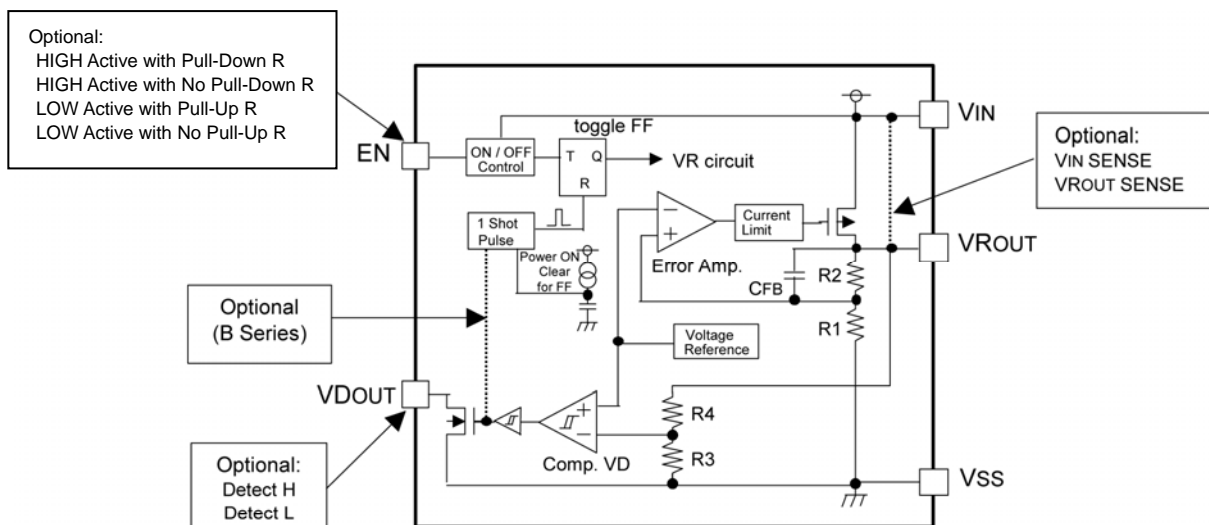 Optional:
HIGH Active with Pull-Down R
HIGH Active with No Pull-Down R
LOW Active with Pull-Up R
LOW Active with No Pull-Up R
EN
ON / OFF
Control
toggle FF
T Q
R
VR circuit
VIN
Optional:
VIN SENSE
VROUT SENSE
1 Shot
Pulse
Power ON
Clear
for FF
−
+
Error Amp.
Current
Limit
VROUT
CFB
R2
R1
Optional
(B Series)
Voltage
Reference
VDOUT
+
−
Comp. VD
R4
R3
VSS
Optional:
Detect H
Detect L